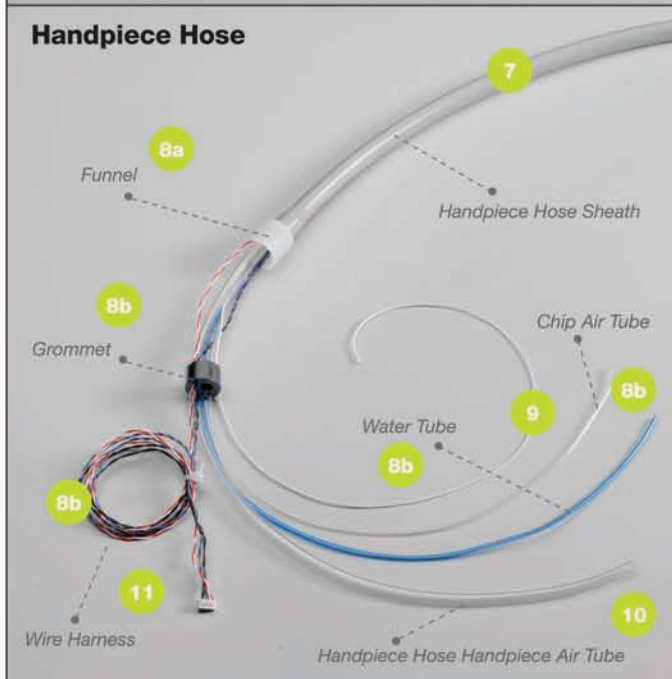 Handpiece Hose
7
8a
Funnel
Handpiece Hose Sheath
8b
Grommet
Chip Air Tube
8b
9
Water Tube
8b
8b
11
10
Wire Harness
Handpiece Hose Handpiece Air Tube